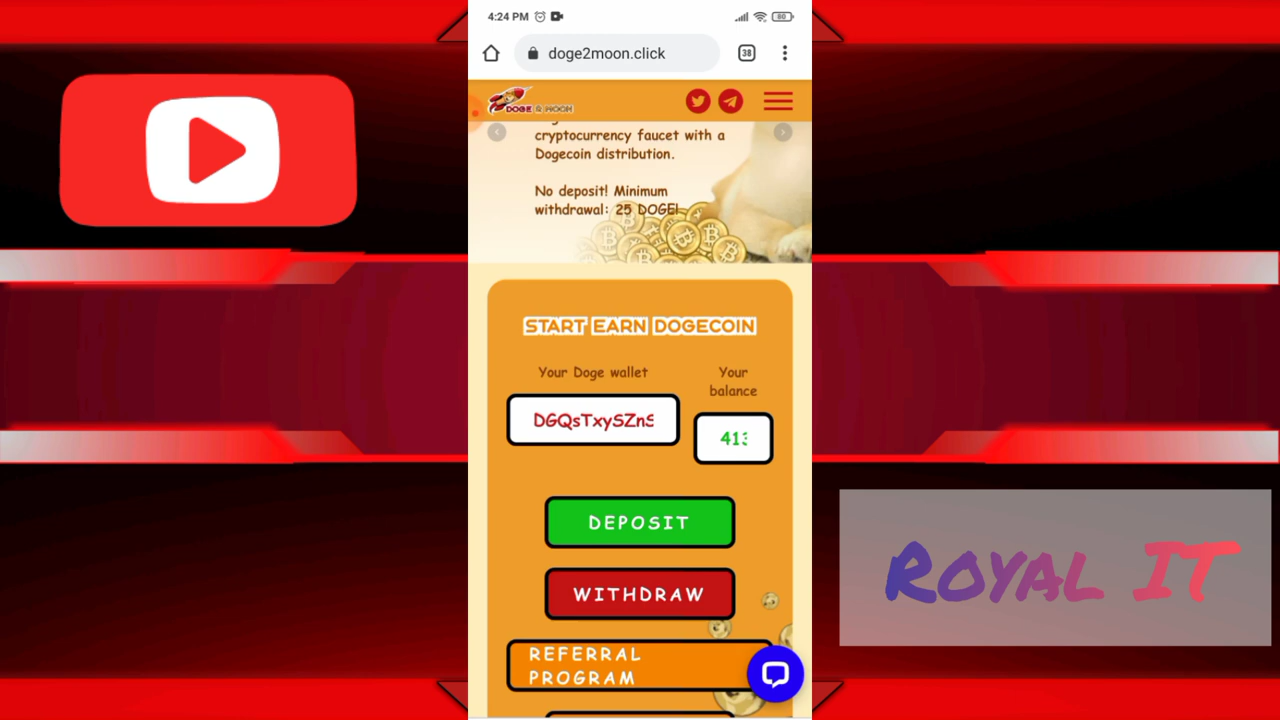 4:24 PM
80
doge2moon.click
38
DOGE 2 MOON
cryptocurrency faucet with a
Dogecoin distribution.
No deposit! Minimum
withdrawal: 25 DOGE!
START EARN DOGECOIN
Your Doge wallet
Your
balance
DGQsTxySZnS
413
DEPOSIT
WITHDRAW
REFERRAL
PROGRAM
ROYAL IT